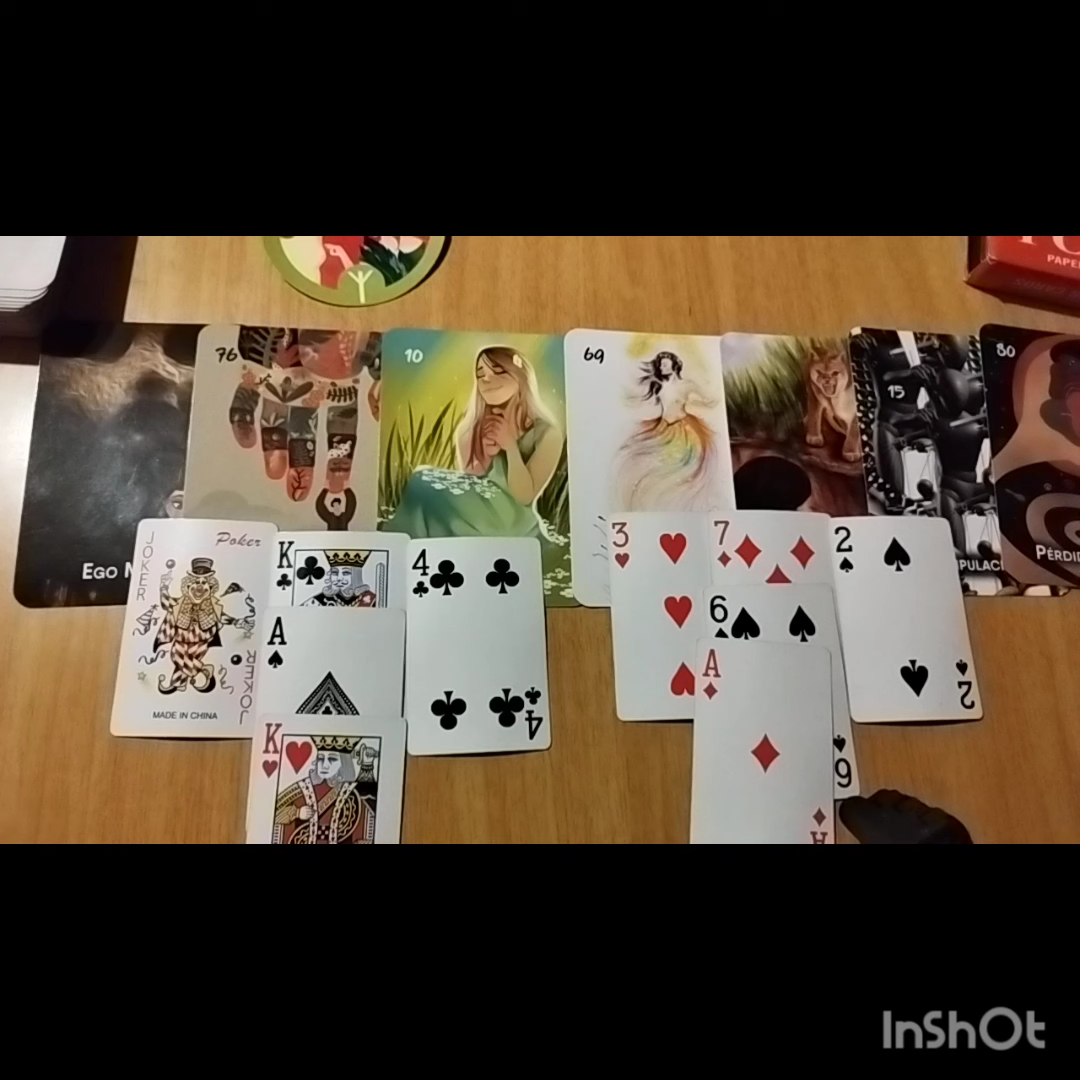 PAPE
76
10
69
15
80
EGO M
PULAC
PÉRDI
JOKER
Poker
MADE IN CHINA
JOKER
K
A
K
4
4
3
7
6
A
2
2
6
A
InShOt